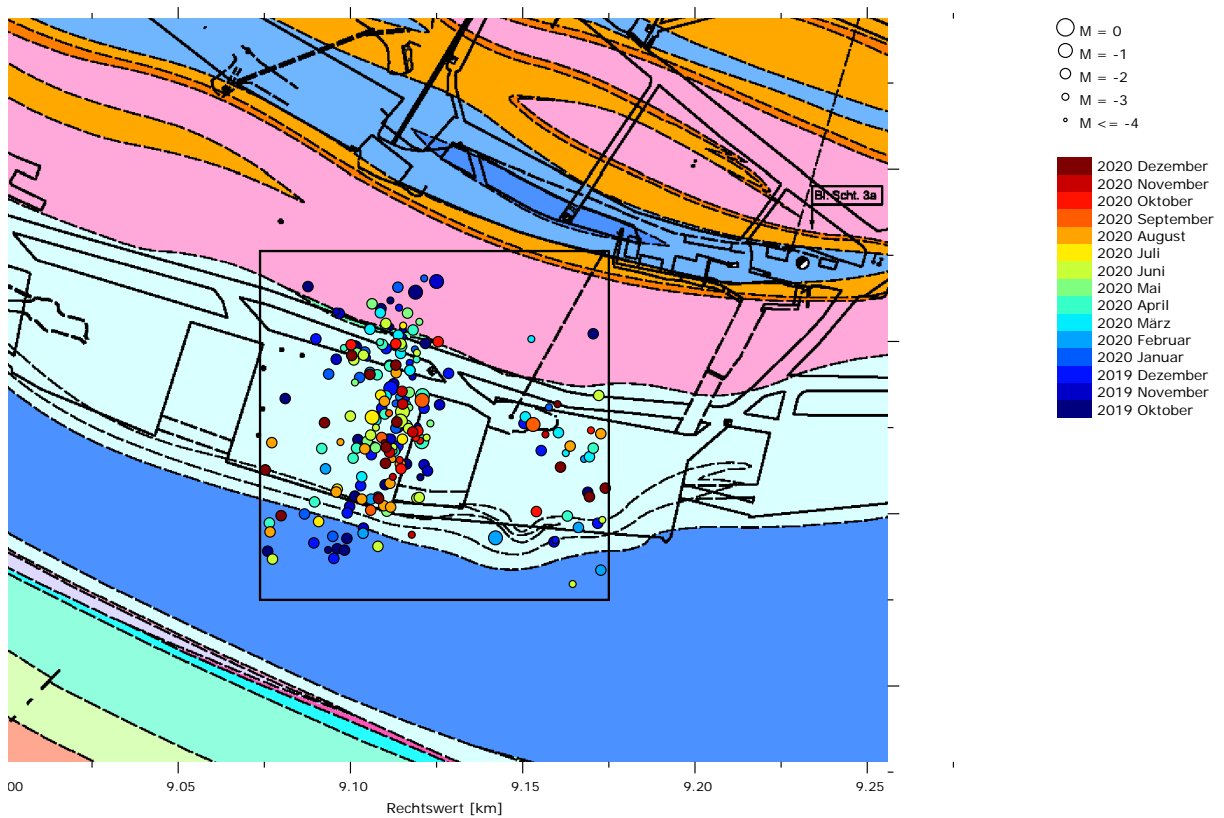 M = 0
M = -1
M = -2
M = -3
M <= -4
2020 Dezember
2020 November
2020 Oktober
2020 September
2020 August
2020 Juli
2020 Juni
2020 Mai
2020 April
2020 März
2020 Februar
2020 Januar
2019 Dezember
2019 November
2019 Oktober
Bl. Scht. 3a
00 9.05 9.10 9.15 9.20 9.25
Rechtswert [km]